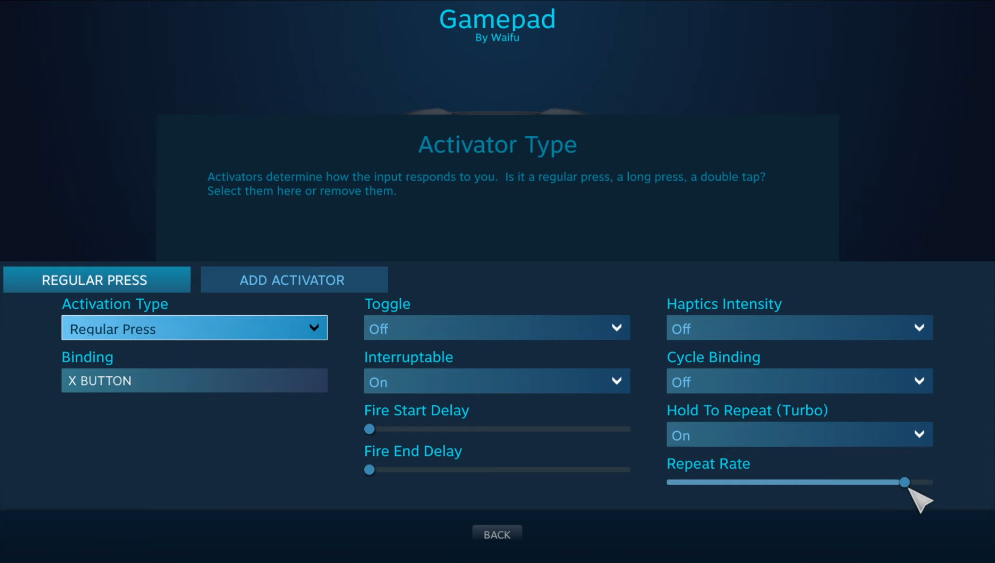 Gamepad
By Waifu
Activator Type
Activators determine how the input responds to you.  Is it a regular press, a long press, a double tap?
Select them here or remove them.
REGULAR PRESS
ADD ACTIVATOR
Activation Type
Regular Press
Binding
X BUTTON
Toggle
Off
Interruptable
On
Fire Start Delay
Fire End Delay
Haptics Intensity
Off
Cycle Binding
Off
Hold To Repeat (Turbo)
On
Repeat Rate
BACK